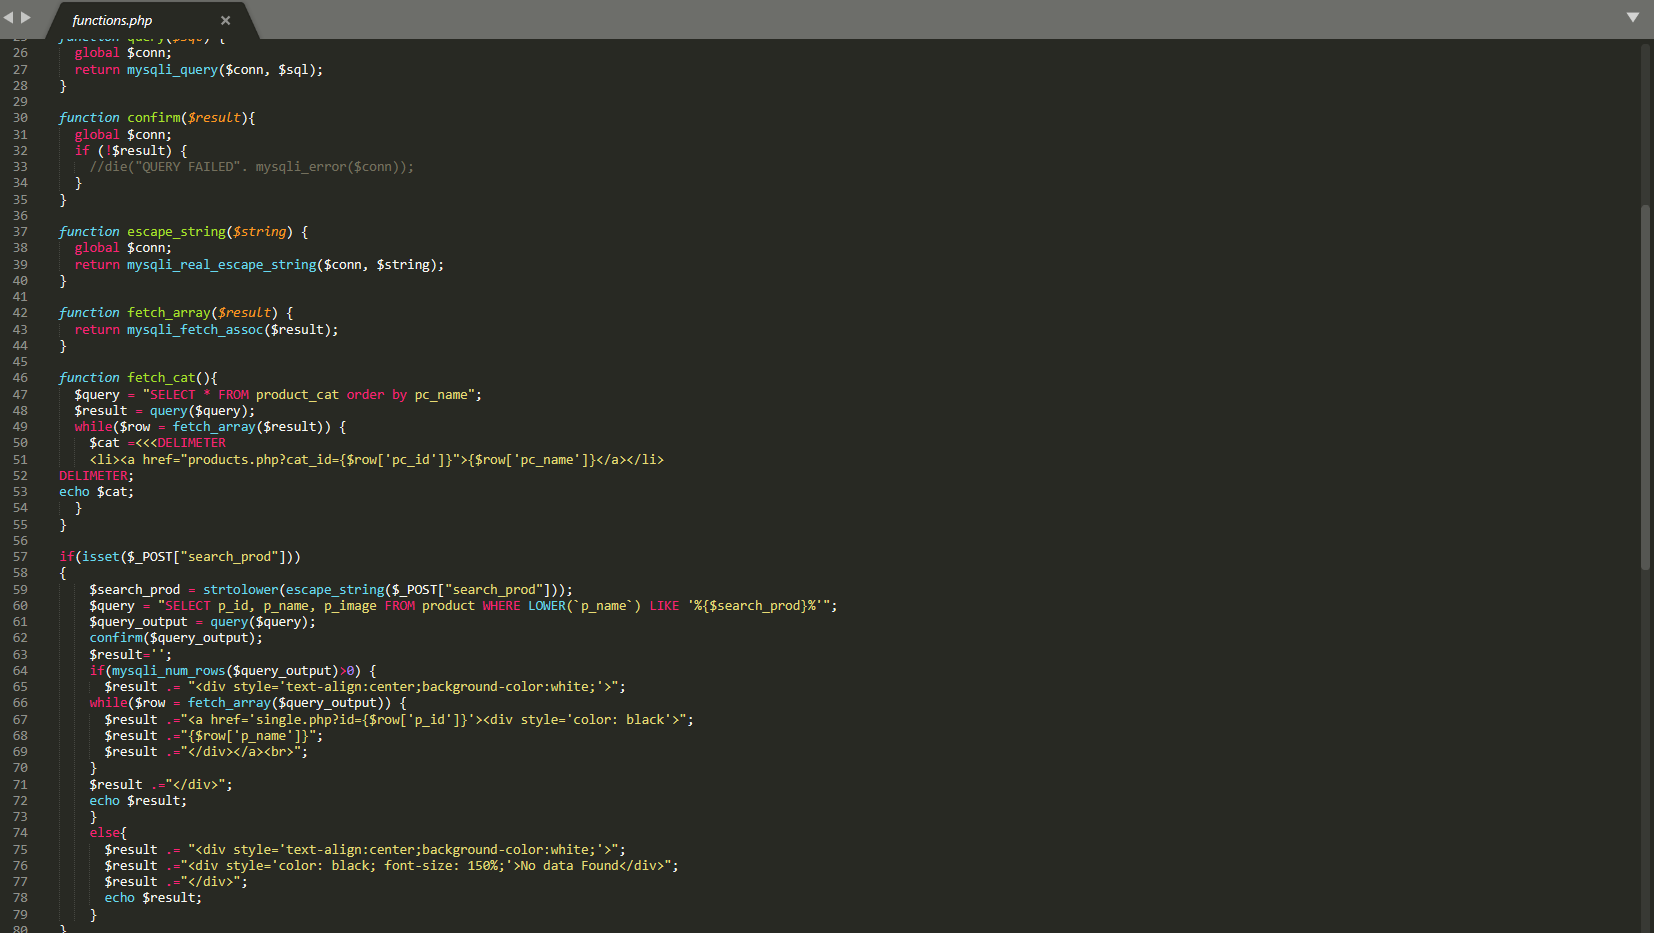 functions.php
25 function query($sql) {
26 global $conn;
27 return mysqli_query($conn, $sql);
28 }
29
30 function confirm($result){
31 global $conn;
32 if (!$result) {
33 //die("QUERY FAILED". mysqli_error($conn));
34 }
35 }
36
37 function escape_string($string) {
38 global $conn;
39 return mysqli_real_escape_string($conn, $string);
40 }
41
42 function fetch_array($result) {
43 return mysqli_fetch_assoc($result);
44 }
45
46 function fetch_cat(){
47 $query = "SELECT * FROM product_cat order by pc_name";
48 $result = query($query);
49 while($row = fetch_array($result)) {
50 $cat =<<<DELIMETER
51 <li><a href="products.php?cat_id={$row['pc_id']}">{$row['pc_name']}</a></li>
52 DELIMETER;
53 echo $cat;
54 }
55 }
56
57 if(isset($_POST["search_prod"]))
58 {
59 $search_prod = strtolower(escape_string($_POST["search_prod"]));
60 $query = "SELECT p_id, p_name, p_image FROM product WHERE LOWER(`p_name`) LIKE '%{$search_prod}%'";
61 $query_output = query($query);
62 confirm($query_output);
63 $result='';
64 if(mysqli_num_rows($query_output)>0) {
65 $result .= "<div style='text-align:center;background-color:white;'>";
66 while($row = fetch_array($query_output)) {
67 $result .="<a href='single.php?id={$row['p_id']}'><div style='color: black'>";
68 $result .="{$row['p_name']}";
69 $result .="</div></a><br>";
70 }
71 $result .="</div>";
72 echo $result;
73 }
74 else{
75 $result .= "<div style='text-align:center;background-color:white;'>";
76 $result .="<div style='color: black; font-size: 150%;'>No data Found</div>";
77 $result .="</div>";
78 echo $result;
79 }
80 }